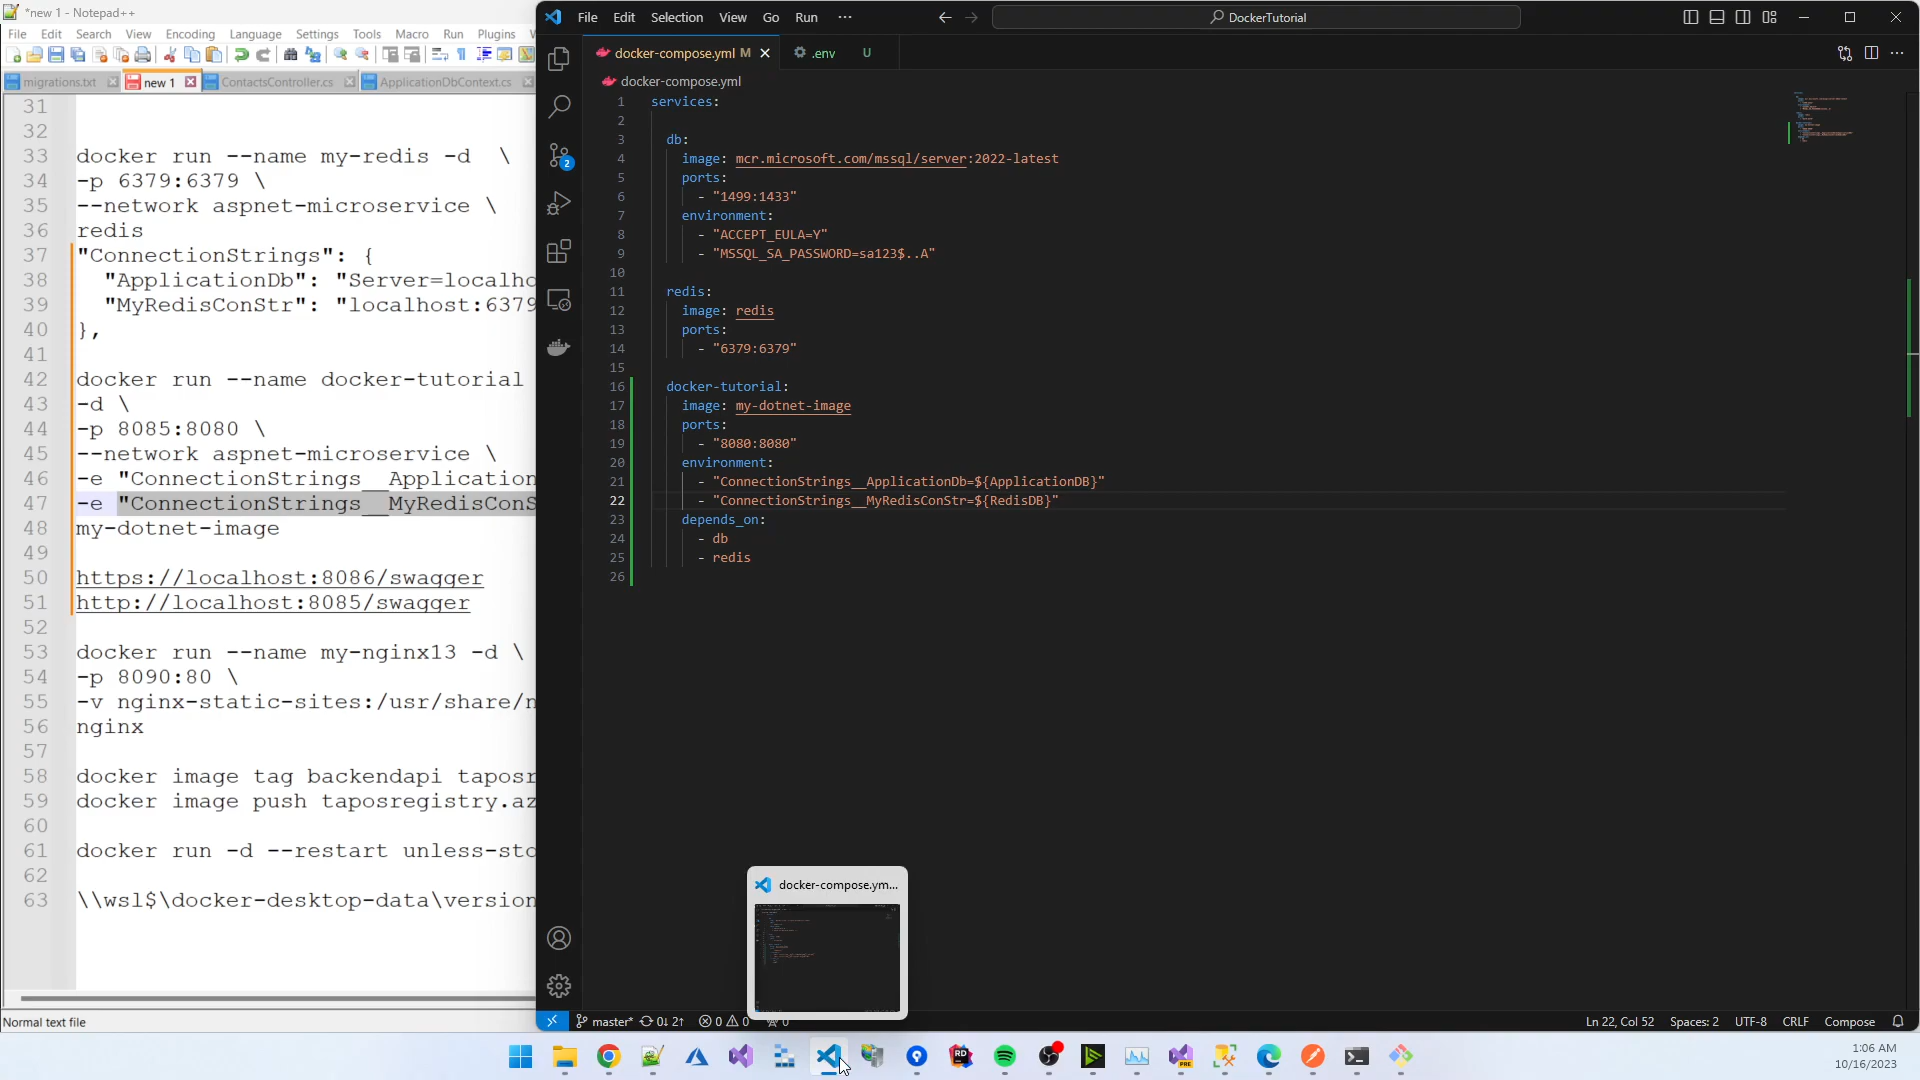 *new 1 - Notepad++
File Edit Search View Encoding Language Settings Tools Macro Run Plugins
migrations.txt new 1 ContactsController.cs ApplicationDbContext.cs
31
32
33 docker run --name my-redis -d \
34 -p 6379:6379 \
35 --network aspnet-microservice \
36 redis
37 "ConnectionStrings": {
38 "ApplicationDb": "Server=localho
39 "MyRedisConStr": "localhost:6379
40 },
41
42 docker run --name docker-tutorial
43 -d \
44 -p 8085:8080 \
45 --network aspnet-microservice \
46 -e "ConnectionStrings__Application
47 -e "ConnectionStrings__MyRedisConS
48 my-dotnet-image
49
50 https://localhost:8086/swagger
51 http://localhost:8085/swagger
52
53 docker run --name my-nginx13 -d \
54 -p 8090:80 \
55 -v nginx-static-sites:/usr/share/n
56 nginx
57
58 docker image tag backendapi taposr
59 docker image push taposregistry.az
60
61 docker run -d --restart unless-sto
62
63 \\wsl$\docker-desktop-data\version
Normal text file
File Edit Selection View Go Run ···
DockerTutorial
docker-compose.yml M .env U
docker-compose.yml
1 services:
2
3 db:
4 image: mcr.microsoft.com/mssql/server:2022-latest
5 ports:
6 - "1499:1433"
7 environment:
8 - "ACCEPT_EULA=Y"
9 - "MSSQL_SA_PASSWORD=sa123$..A"
10
11 redis:
12 image: redis
13 ports:
14 - "6379:6379"
15
16 docker-tutorial:
17 image: my-dotnet-image
18 ports:
19 - "8080:8080"
20 environment:
21 - "ConnectionStrings__ApplicationDb=${ApplicationDB}"
22 - "ConnectionStrings__MyRedisConStr=${RedisDB}"
23 depends_on:
24 - db
25 - redis
26
2
docker-compose.ym...
master* 0↓ 2↑ 0 0 0
Ln 22, Col 52 Spaces: 2 UTF-8 CRLF Compose
RD
PRE
1:06 AM
10/16/2023